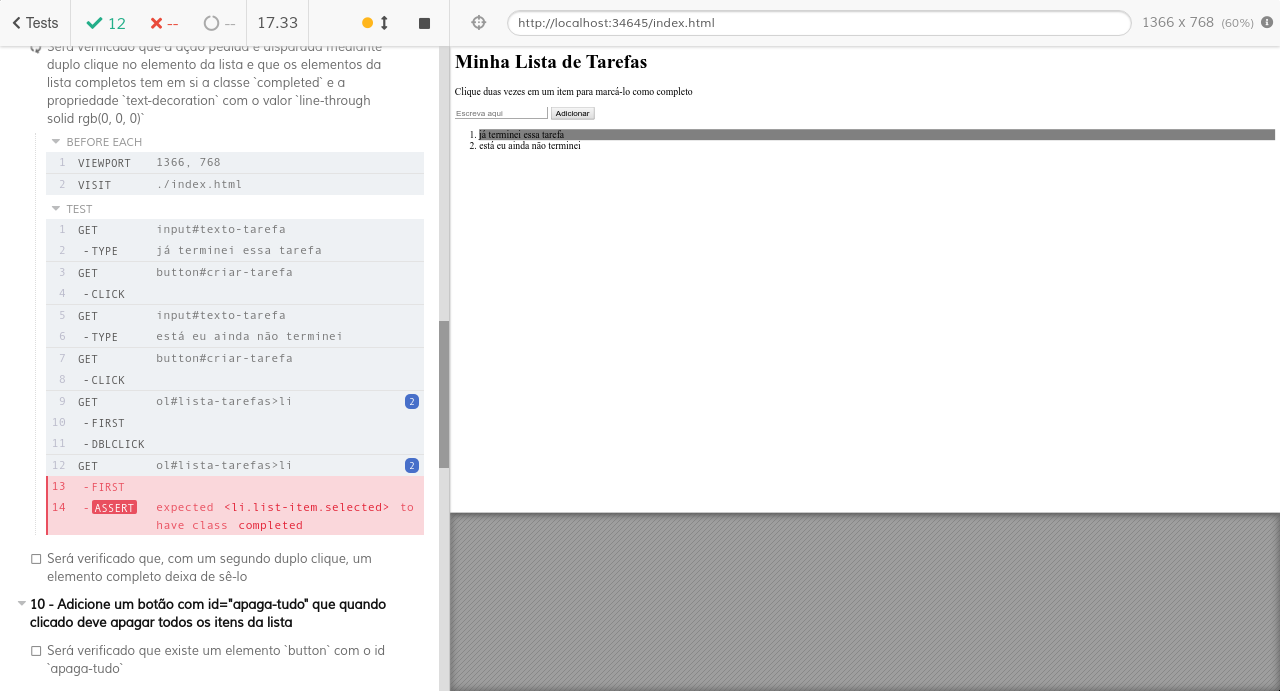 Tests
12
--
--
17.33
http://localhost:34645/index.html
1366 x 768 (60%)
Será verificado que a ação pedida é disparada mediante
duplo clique no elemento da lista e que os elementos da
lista completos tem em si a classe `completed` e a
propriedade `text-decoration` com o valor `line-through
solid rgb(0, 0, 0)`
BEFORE EACH
1 VIEWPORT 1366, 768
2 VISIT ./index.html
TEST
1 GET input#texto-tarefa
2 -TYPE já terminei essa tarefa
3 GET button#criar-tarefa
4 -CLICK
5 GET input#texto-tarefa
6 -TYPE está eu ainda não terminei
7 GET button#criar-tarefa
8 -CLICK
9 GET ol#lista-tarefas>li 2
10 -FIRST
11 -DBLCLICK
12 GET ol#lista-tarefas>li 2
13 -FIRST
14 -ASSERT expected <li.list-item.selected> to
have class completed
Será verificado que, com um segundo duplo clique, um
elemento completo deixa de sê-lo
10 - Adicione um botão com id="apaga-tudo" que quando
clicado deve apagar todos os itens da lista
Será verificado que existe um elemento `button` com o id
`apaga-tudo`
Minha Lista de Tarefas
Clique duas vezes em um item para marcá-lo como completo
Escreva aqui Adicionar
1. já terminei essa tarefa
2. está eu ainda não terminei